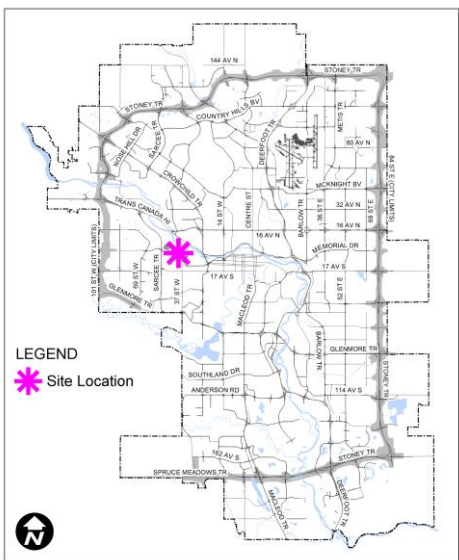 144 AV N
STONEY TR
STONEY TR
COUNTRY HILLS BV
NOSE HILL DR
SARCEE TR
DEERFOOT TR
METIS TR
80 AV N
CROWCHILD TR
MCKNIGHT BV
84 ST E (CITY LIMITS)
TRANS CANADA HI
14 ST W
CENTRE ST
BARLOW TR
36 ST E
32 AV N
68 ST E
16 AV N
16 AV N
101 ST W (CITY LIMITS)
MEMORIAL DR
69 ST W
SARCEE TR
37 ST W
17 AV S
17 AV S
GLENMORE TR
MACLEOD TR
52 ST E
BARLOW TR
GLENMORE TR
LEGEND
Site Location
SOUTHLAND DR
ANDERSON RD
114 AV S
STONEY TR
162 AV S
STONEY TR
SPRUCE MEADOWS TR
MACLEOD TR
DEERFOOT TR
N